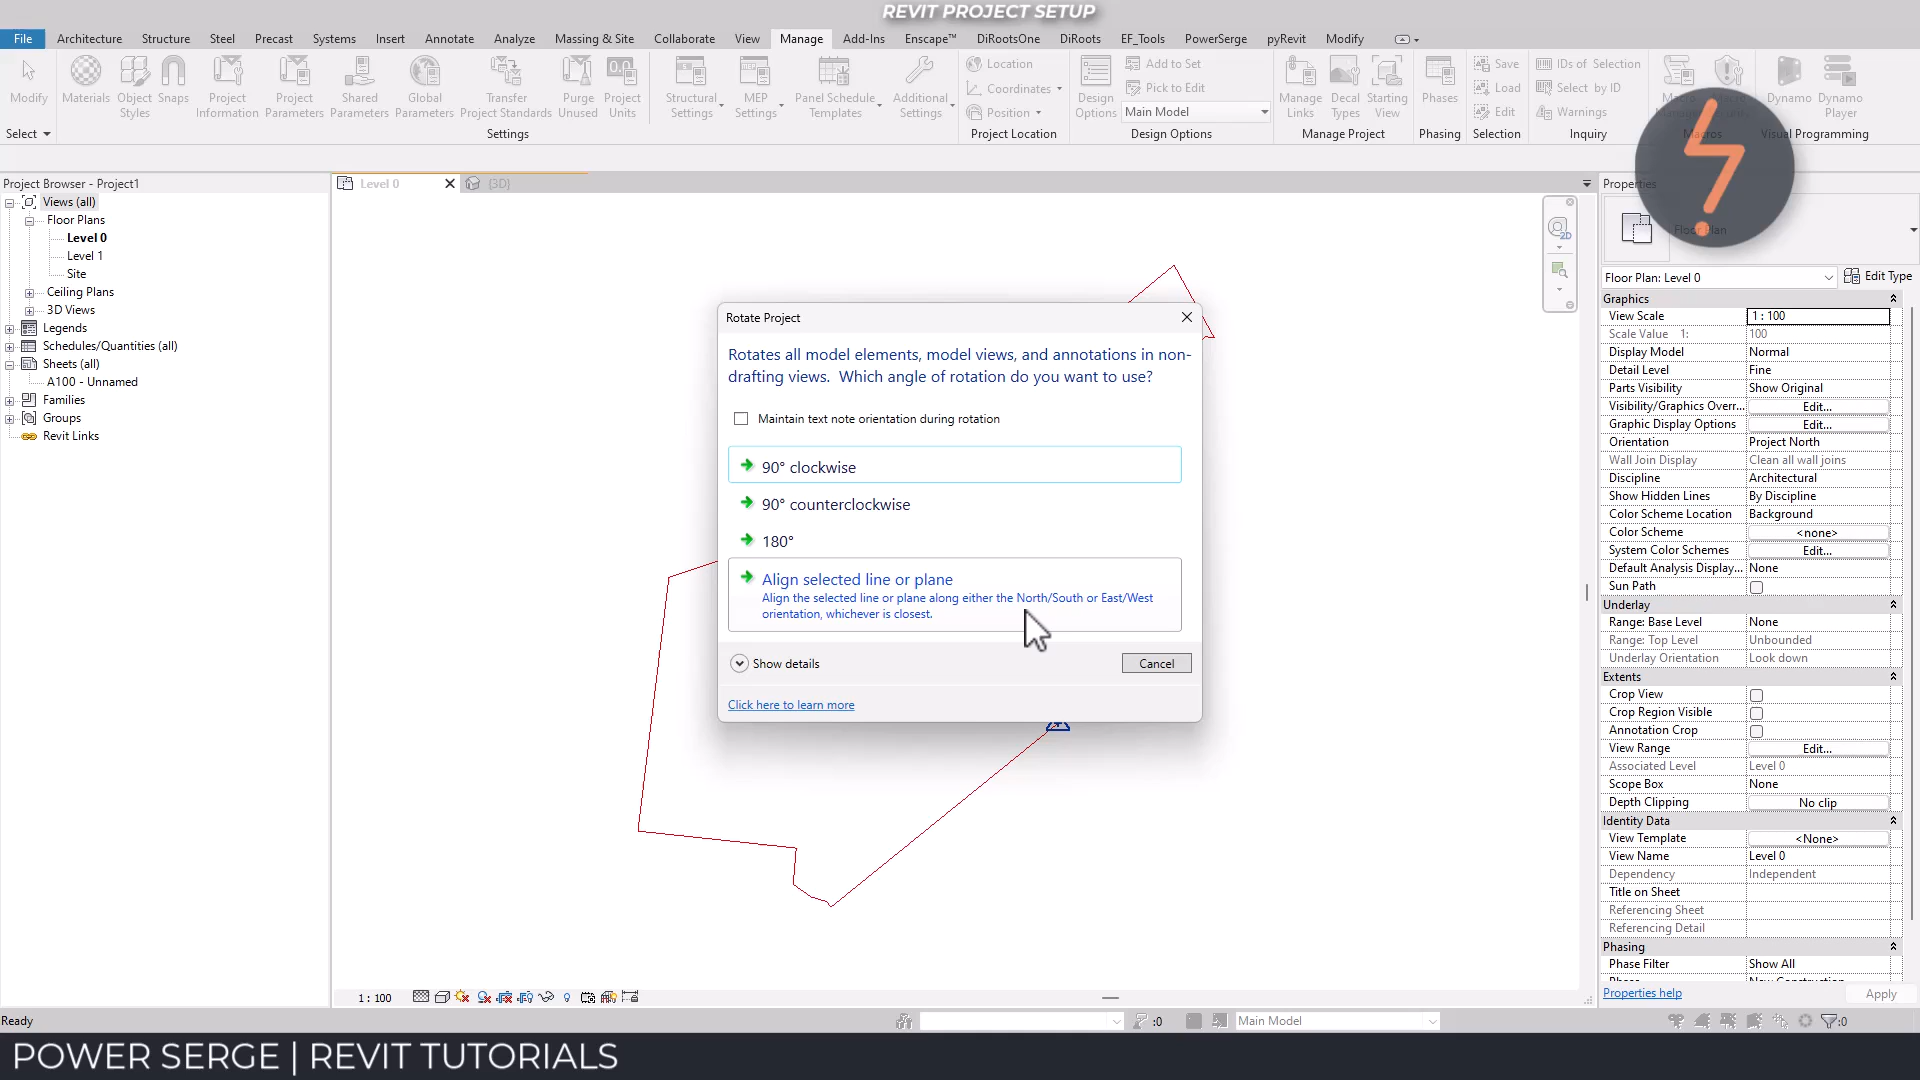 REVIT PROJECT SETUP
File Architecture Structure Steel Precast Systems Insert Annotate Analyze Massing & Site Collaborate View Manage Add-Ins Enscape™ DiRootsOne DiRoots EF_Tools PowerSerge pyRevit Modify
Modify
Materials
Object Styles
Snaps
Project Information
Project Parameters
Shared Parameters
Global Parameters
Transfer Project Standards
Purge Unused
Project Units
Structural Settings
MEP Settings
Panel Schedule Templates
Additional Settings
Location
Coordinates
Position
Design Options
Add to Set
Pick to Edit
Main Model
Manage Links
Decal Types
Starting View
Phases
Save
Load
Edit
IDs of Selection
Select by ID
Warnings
Dynamo
Dynamo Player
Select Settings Project Location Design Options Manage Project Phasing Selection Inquiry Macros Visual Programming
Project Browser - Project1
Views (all)
Floor Plans
Level 0
Level 1
Site
Ceiling Plans
3D Views
Legends
Schedules/Quantities (all)
Sheets (all)
A100 - Unnamed
Families
Groups
Revit Links
Level 0 {3D}
2D
Rotate Project
Rotates all model elements, model views, and annotations in non-
drafting views. Which angle of rotation do you want to use?
Maintain text note orientation during rotation
90° clockwise
90° counterclockwise
180°
Align selected line or plane
Align the selected line or plane along either the North/South or East/West
orientation, whichever is closest.
Show details Cancel
Click here to learn more
Properties
Floor Plan
Floor Plan: Level 0 Edit Type
Graphics
View Scale 1 : 100
Scale Value 1: 100
Display Model Normal
Detail Level Fine
Parts Visibility Show Original
Visibility/Graphics Overr... Edit...
Graphic Display Options Edit...
Orientation Project North
Wall Join Display Clean all wall joins
Discipline Architectural
Show Hidden Lines By Discipline
Color Scheme Location Background
Color Scheme <none>
System Color Schemes Edit...
Default Analysis Display... None
Sun Path
Underlay
Range: Base Level None
Range: Top Level Unbounded
Underlay Orientation Look down
Extents
Crop View
Crop Region Visible
Annotation Crop
View Range Edit...
Associated Level Level 0
Scope Box None
Depth Clipping No clip
Identity Data
View Template <None>
View Name Level 0
Dependency Independent
Title on Sheet
Referencing Sheet
Referencing Detail
Phasing
Phase Filter Show All
Properties help Apply
1 : 100
Ready :0 Main Model :0
POWER SERGE | REVIT TUTORIALS